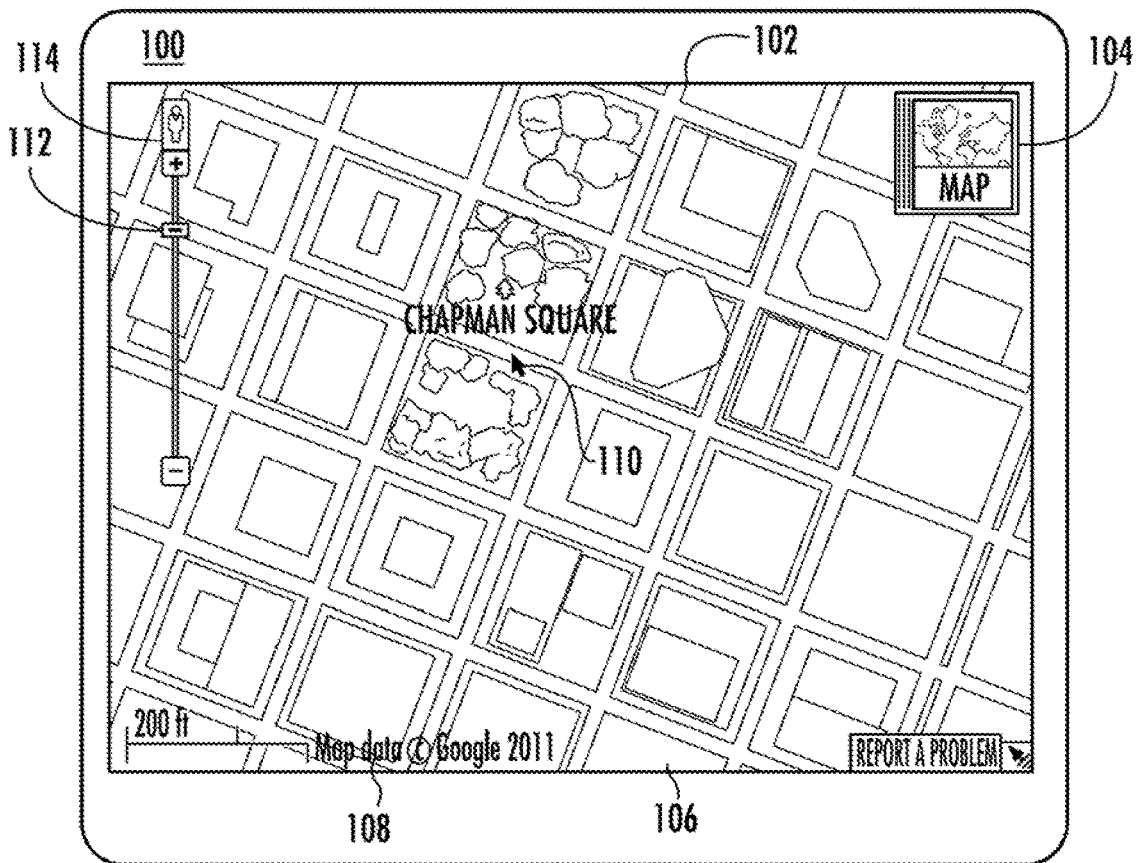 100
102
104
114
112
+
MAP
CHAPMAN SQUARE
110
−
200 ft
Map data © Google 2011
REPORT A PROBLEM
108
106